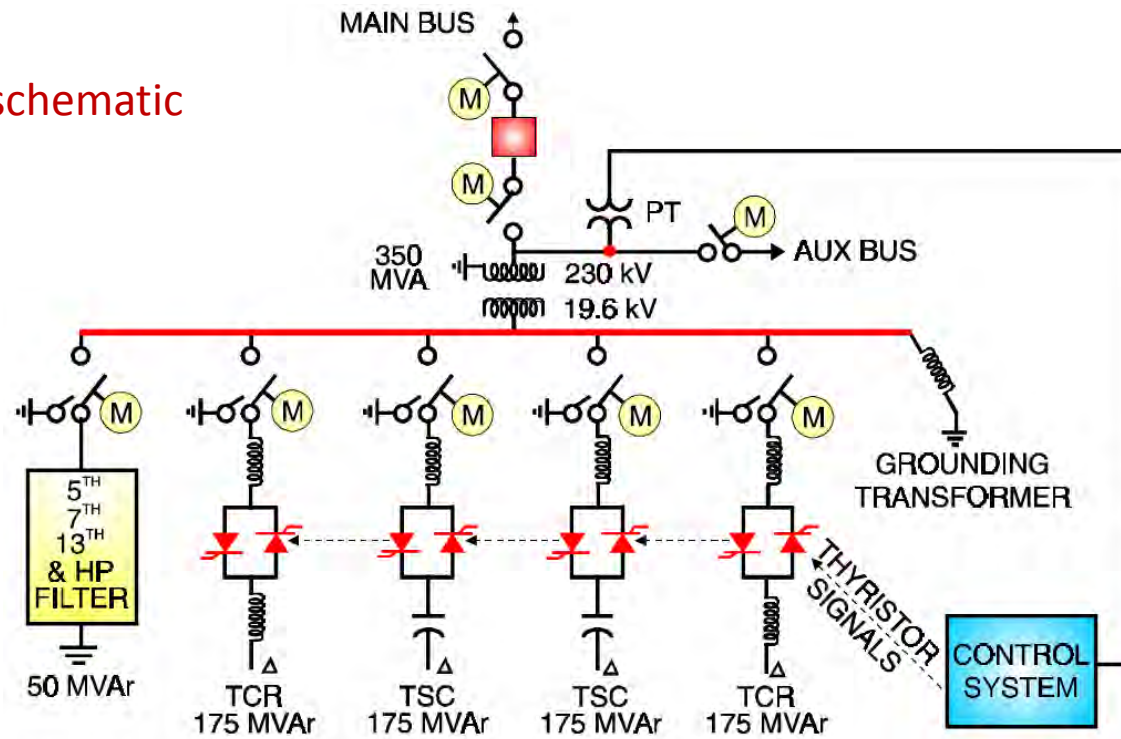 MAIN BUS
schematic
M
M
PT
M
350
MVA
230 kV
19.6 kV
AUX BUS
M
M
M
M
M
5TH
7TH
13TH
& HP
FILTER
GROUNDING
TRANSFORMER
THYRISTOR
SIGNALS
CONTROL
SYSTEM
50 MVAr
TCR
175 MVAr
TSC
175 MVAr
TSC
175 MVAr
TCR
175 MVAr